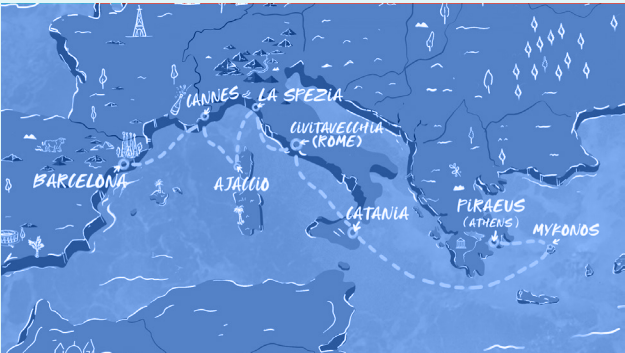 CANNES
LA SPEZIA
CIVITAVECCHIA
(ROME)
BARCELONA
AJACCIO
CATANIA
PIRAEUS
(ATHENS)
MYKONOS